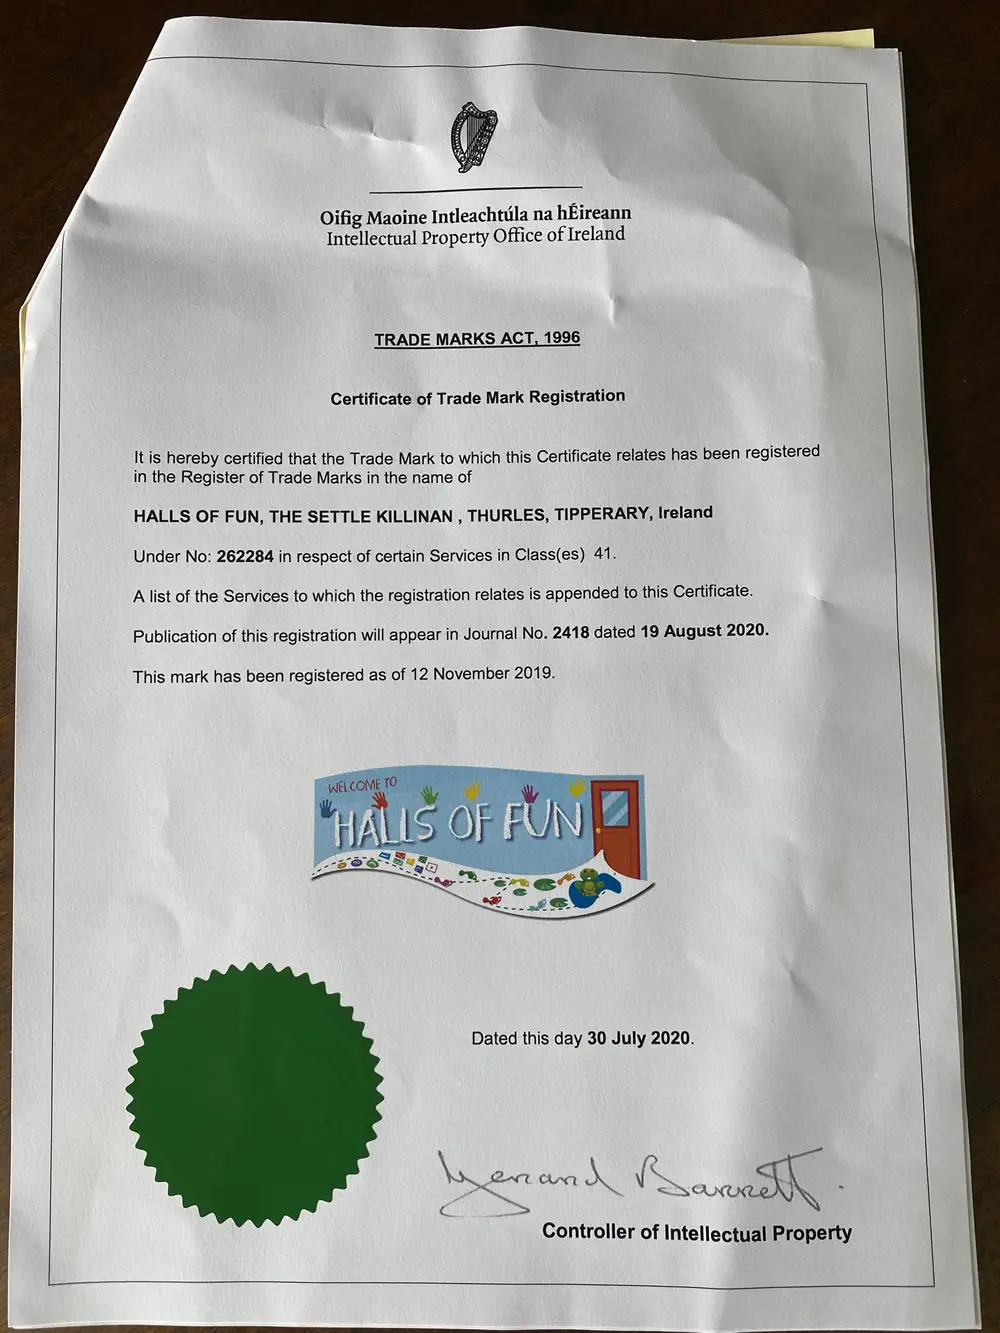 Oifig Maoine Intleachtúla na hÉireann
Intellectual Property Office of Ireland
TRADE MARKS ACT, 1996
Certificate of Trade Mark Registration
It is hereby certified that the Trade Mark to which this Certificate relates has been registered
in the Register of Trade Marks in the name of
HALLS OF FUN, THE SETTLE KILLINAN , THURLES, TIPPERARY, Ireland
Under No: 262284 in respect of certain Services in Class(es) 41.
A list of the Services to which the registration relates is appended to this Certificate.
Publication of this registration will appear in Journal No. 2418 dated 19 August 2020.
This mark has been registered as of 12 November 2019.
WELCOME TO
HALLS OF FUN
Dated this day 30 July 2020.
Gerard Barrett.
Controller of Intellectual Property